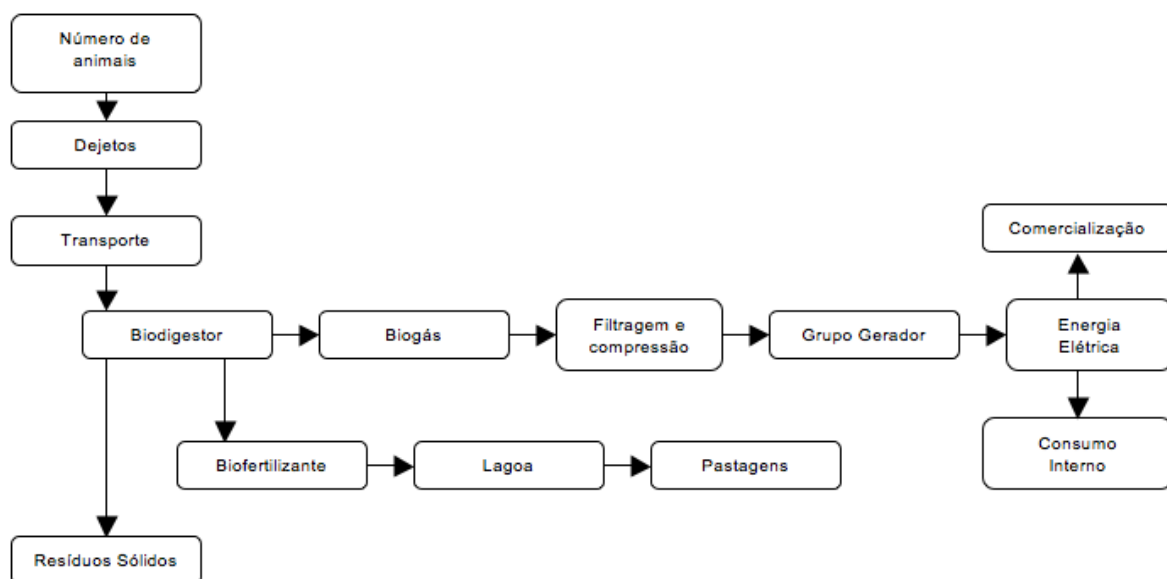 Número de
animais
Dejetos
Transporte
Comercialização
Biodigestor
Biogás
Filtragem e
compressão
Grupo Gerador
Energia
Elétrica
Biofertilizante
Lagoa
Pastagens
Consumo
Interno
Resíduos Sólidos